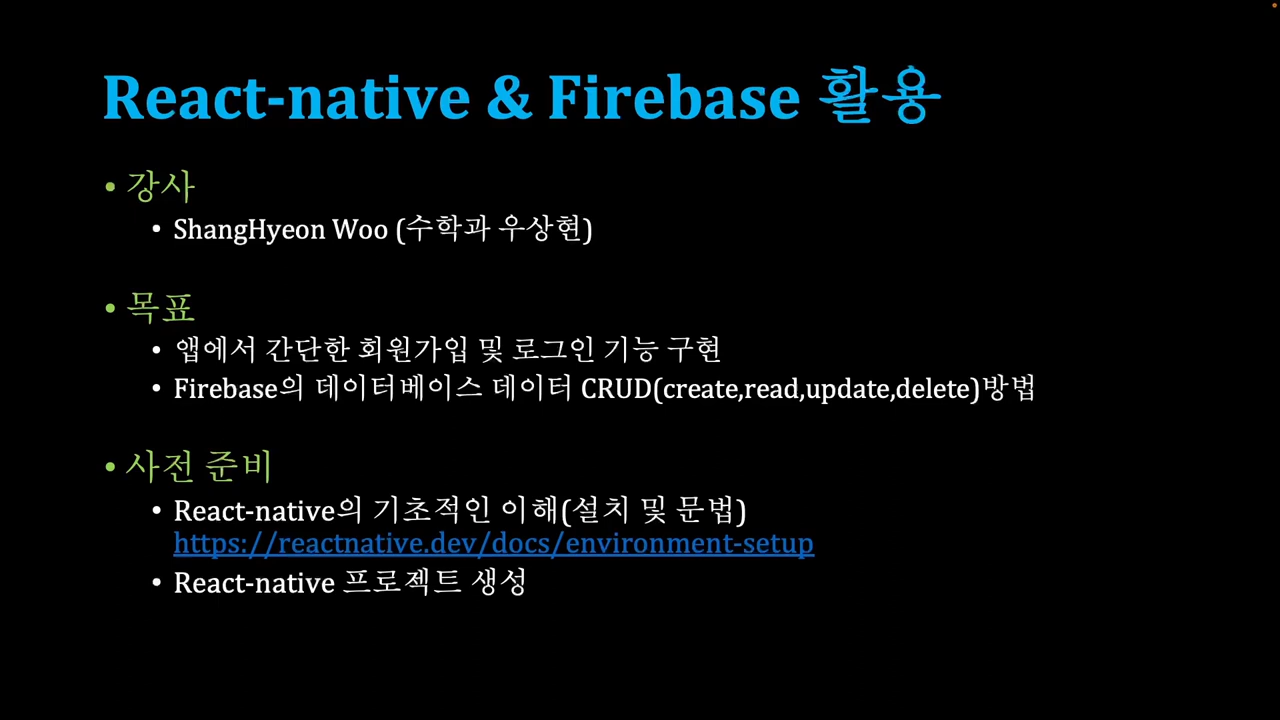 React-native & Firebase 활용
• 강사
• ShangHyeon Woo (수학과 우상현)
• 목표
• 앱에서 간단한 회원가입 및 로그인 기능 구현
• Firebase의 데이터베이스 데이터 CRUD(create,read,update,delete)방법
• 사전 준비
• React-native의 기초적인 이해(설치 및 문법)
https://reactnative.dev/docs/environment-setup
• React-native 프로젝트 생성